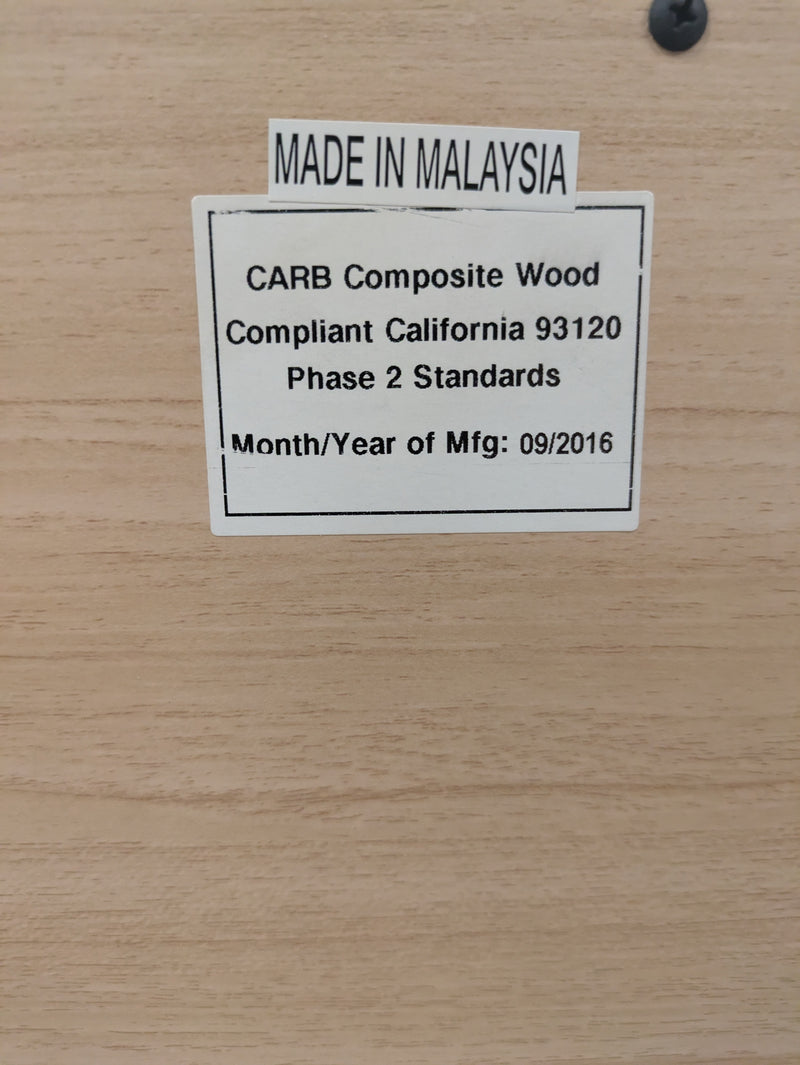 MADE IN MALAYSIA
CARB Composite Wood
Compliant California 93120
Phase 2 Standards
Month/Year of Mfg: 09/2016